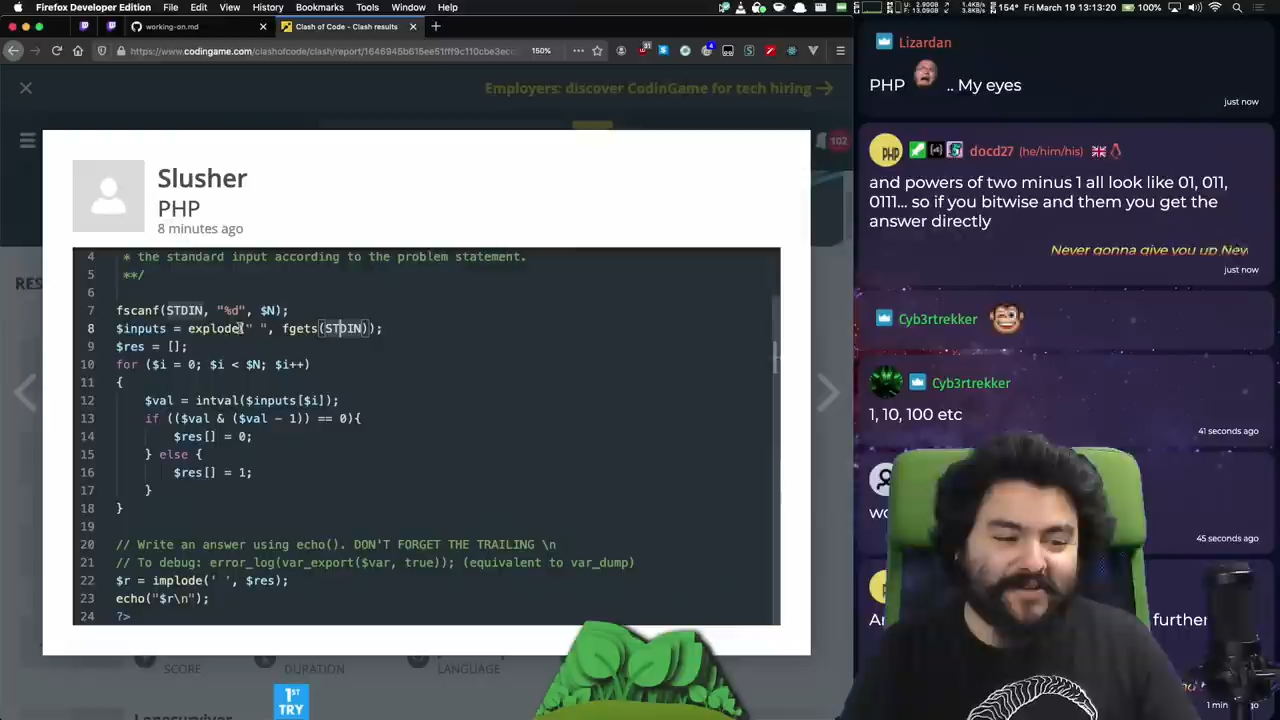 Firefox Developer Edition File Edit View History Bookmarks Tools Window Help
154° Fri March 19 13:13:20 100%
working-on.md
Clash of Code - Clash results
https://www.codingame.com/clashofcode/clash/report/1646945b615ee51fff9c110cbe3ecc
150%
Employers: discover CodinGame for tech hiring
102
Slusher
PHP
8 minutes ago
4 * the standard input according to the problem statement.
5 **/
6
7 fscanf(STDIN, "%d", $N);
8 $inputs = explode(" ", fgets(STDIN));
9 $res = [];
10 for ($i = 0; $i < $N; $i++)
11 {
12 $val = intval($inputs[$i]);
13 if (($val & ($val - 1)) == 0){
14 $res[] = 0;
15 } else {
16 $res[] = 1;
17 }
18 }
19
20 // Write an answer using echo(). DON'T FORGET THE TRAILING \n
21 // To debug: error_log(var_export($var, true)); (equivalent to var_dump)
22 $r = implode(' ', $res);
23 echo("$r\n");
24 ?>
RES
SCORE
DURATION
LANGUAGE
1ST
TRY
Longsurvivor
Lizardan
PHP .. My eyes
just now
PHP
docd27 (he/him/his)
and powers of two minus 1 all look like 01, 011,
0111... so if you bitwise and them you get the
answer directly
Never gonna give you up Nev
just now
Cyb3rtrekker
Cyb3rtrekker
1, 10, 100 etc
41 seconds ago
45 seconds ago
further